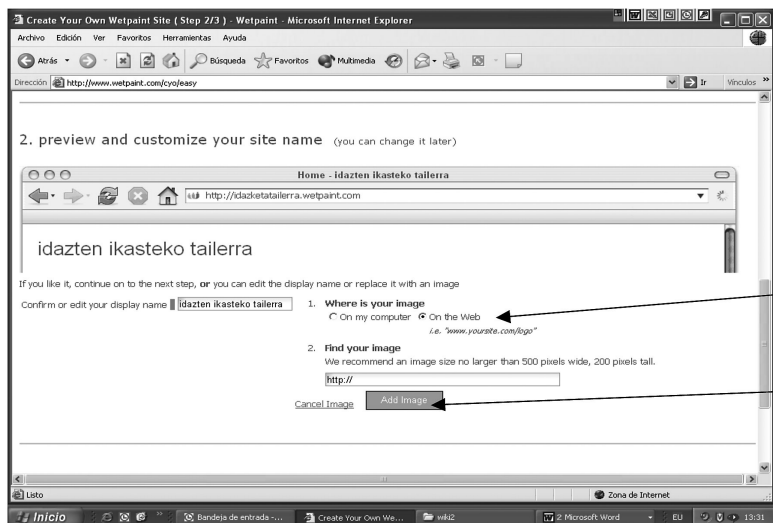 Create Your Own Wetpaint Site ( Step 2/3 ) - Wetpaint - Microsoft Internet Explorer
Archivo Edición Ver Favoritos Herramientas Ayuda
Atrás Búsqueda Favoritos Multimedia
Dirección http://www.wetpaint.com/cyo/easy Ir Vínculos »
2. preview and customize your site name (you can change it later)
Home - idazten ikasteko tailerra
http://idazketatailerra.wetpaint.com
idazten ikasteko tailerra
If you like it, continue on to the next step, or you can edit the display name or replace it with an image
Confirm or edit your display name idazten ikasteko tailerra
1. Where is your image
On my computer On the Web
i.e. "www.yoursite.com/logo"
2. Find your image
We recommend an image size no larger than 500 pixels wide, 200 pixels tall.
http://
Cancel Image Add Image
Listo Zona de Internet
Inicio » Bandeja de entrada -... Create Your Own We... wiki2 2 Microsoft Word EU 13:31